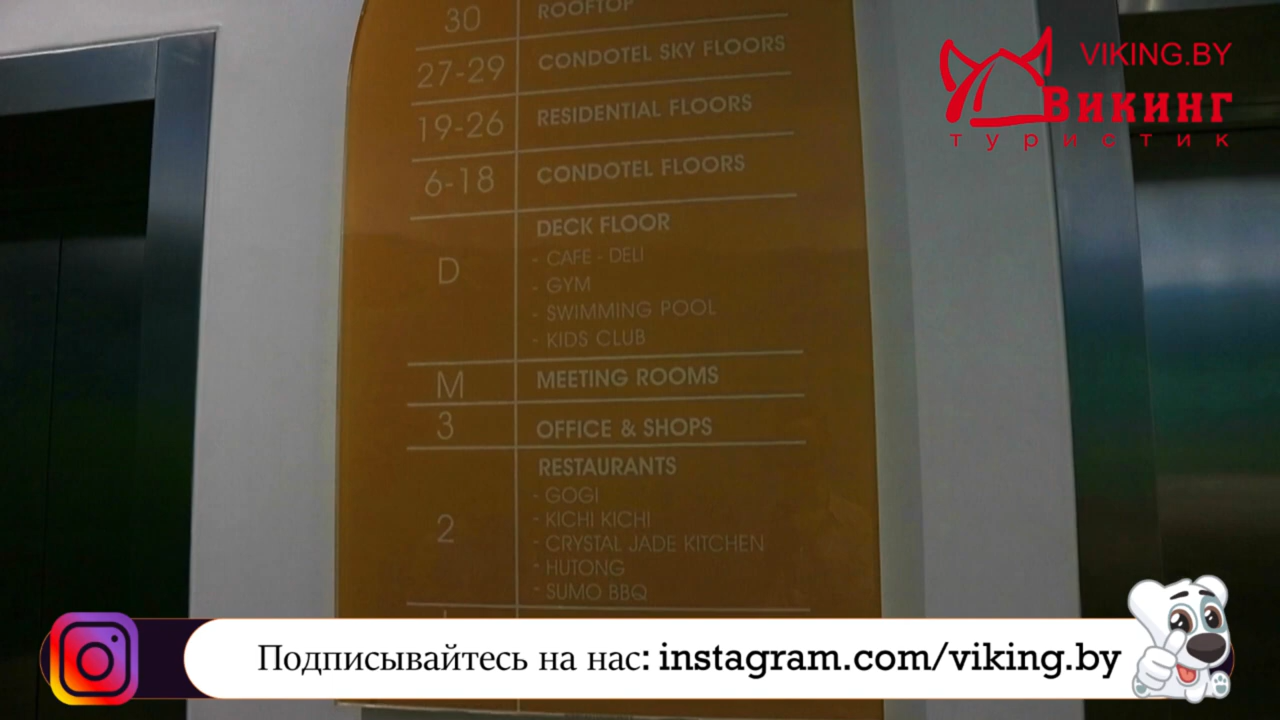 30 ROOFTOP
27-29 CONDOTEL SKY FLOORS
19-26 RESIDENTIAL FLOORS
6-18 CONDOTEL FLOORS
D DECK FLOOR
- CAFE - DELI
- GYM
- SWIMMING POOL
- KIDS CLUB
M MEETING ROOMS
3 OFFICE & SHOPS
2 RESTAURANTS
- GOGI
- KICHI KICHI
- CRYSTAL JADE KITCHEN
- HUTONG
- SUMO BBQ
VIKING.BY
Викинг
туристик
Подписывайтесь на нас: instagram.com/viking.by